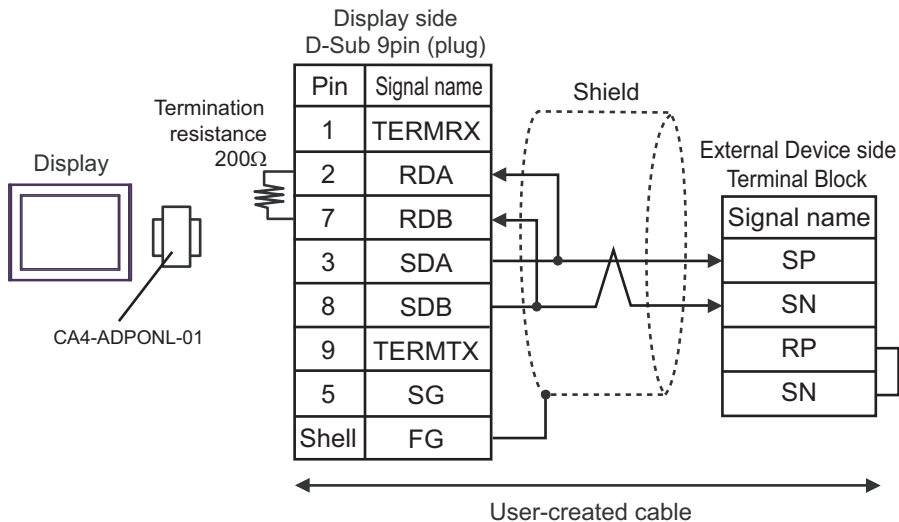 Display side
D-Sub 9pin (plug)
Pin Signal name
1 TERMRX
2 RDA
7 RDB
3 SDA
8 SDB
9 TERMTX
5 SG
Shell FG
Termination
resistance
200Ω
Display
CA4-ADPONL-01
Shield
External Device side
Terminal Block
Signal name
SP
SN
RP
SN
User-created cable